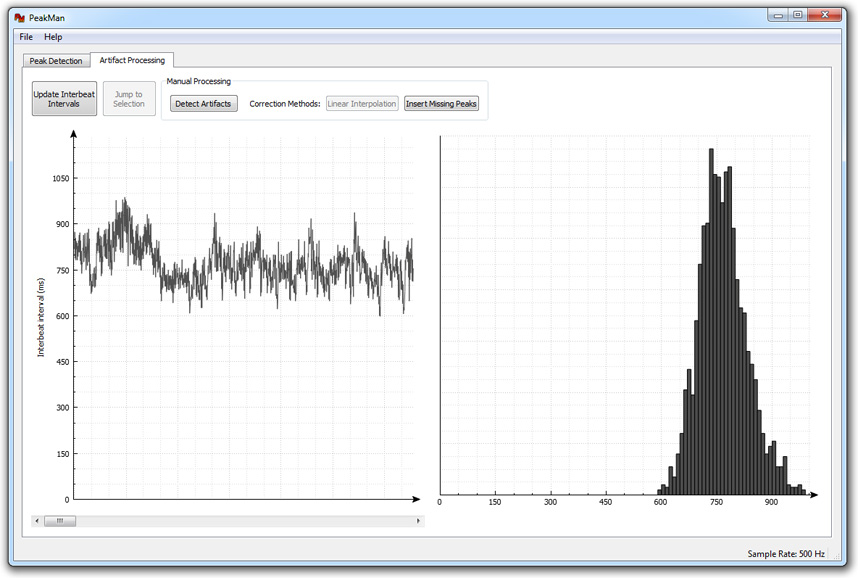 PeakMan
File Help
Peak Detection Artifact Processing
Update Interbeat
Intervals
Jump to
Selection
Manual Processing
Detect Artifacts Correction Methods: Linear Interpolation Insert Missing Peaks
Interbeat interval (ms)
1050
900
750
600
450
300
150
0
0 150 300 450 600 750 900
Sample Rate: 500 Hz